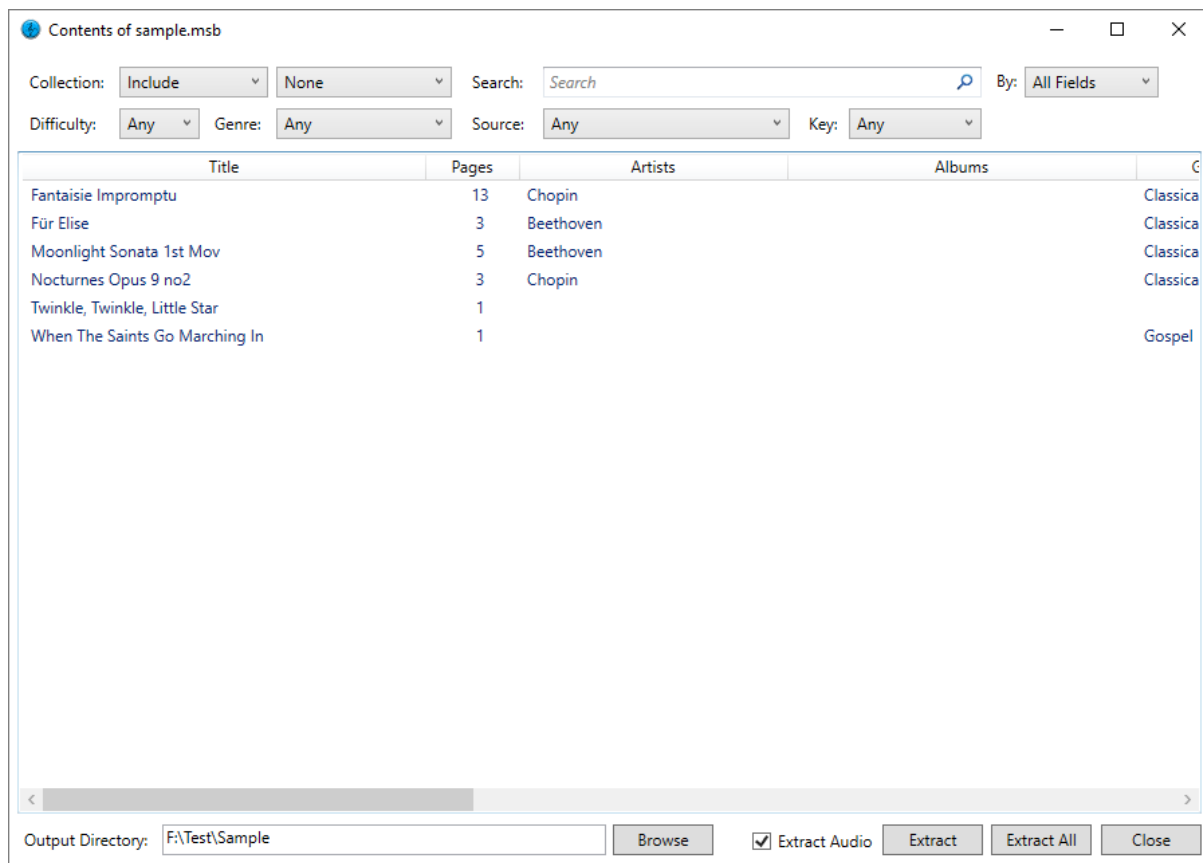 Contents of sample.msb
Collection: Include None Search: Search By: All Fields
Difficulty: Any Genre: Any Source: Any Key: Any
Title Pages Artists Albums G
Fantaisie Impromptu 13 Chopin Classica
Für Elise 3 Beethoven Classica
Moonlight Sonata 1st Mov 5 Beethoven Classica
Nocturnes Opus 9 no2 3 Chopin Classica
Twinkle, Twinkle, Little Star 1
When The Saints Go Marching In 1 Gospel
Output Directory: F:\Test\Sample Browse Extract Audio Extract Extract All Close